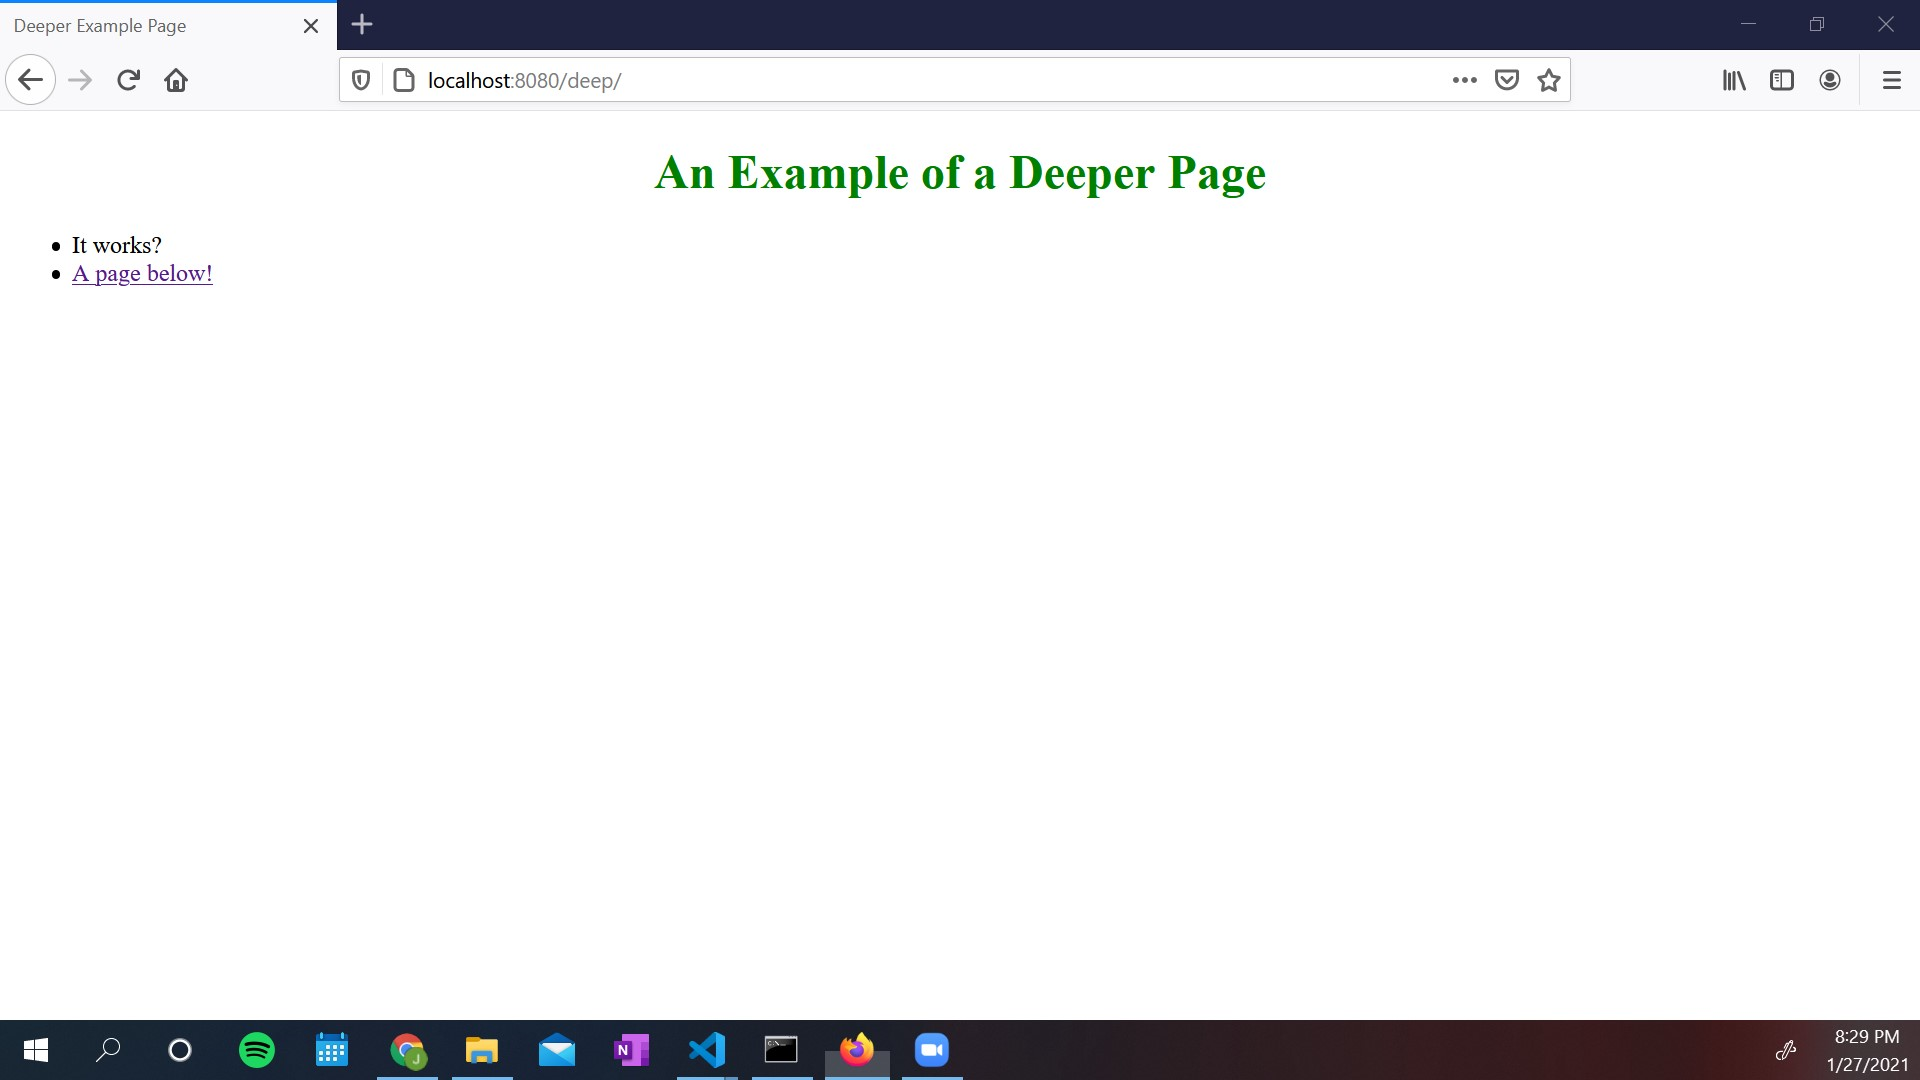 Deeper Example Page
localhost:8080/deep/
An Example of a Deeper Page
It works?
A page below!
J
N
C:\_
8:29 PM
1/27/2021